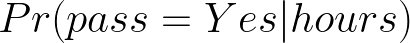 Pr(pass = Yes|hours)